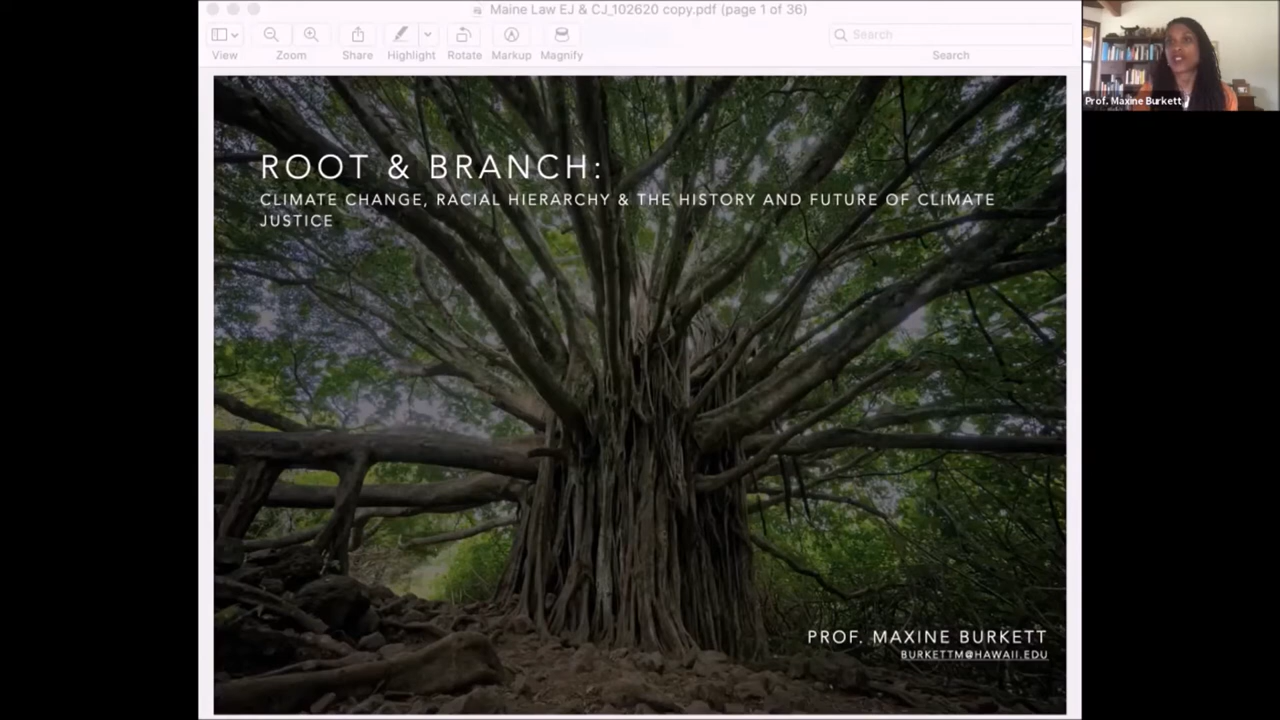 Maine Law EJ & CJ_102620 copy.pdf (page 1 of 36)
View
Zoom
Share
Highlight
Rotate
Markup
Magnify
Search
Search
Prof. Maxine Burkett
ROOT & BRANCH:
CLIMATE CHANGE, RACIAL HIERARCHY & THE HISTORY AND FUTURE OF CLIMATE
JUSTICE
PROF. MAXINE BURKETT
BURKETTM@HAWAII.EDU